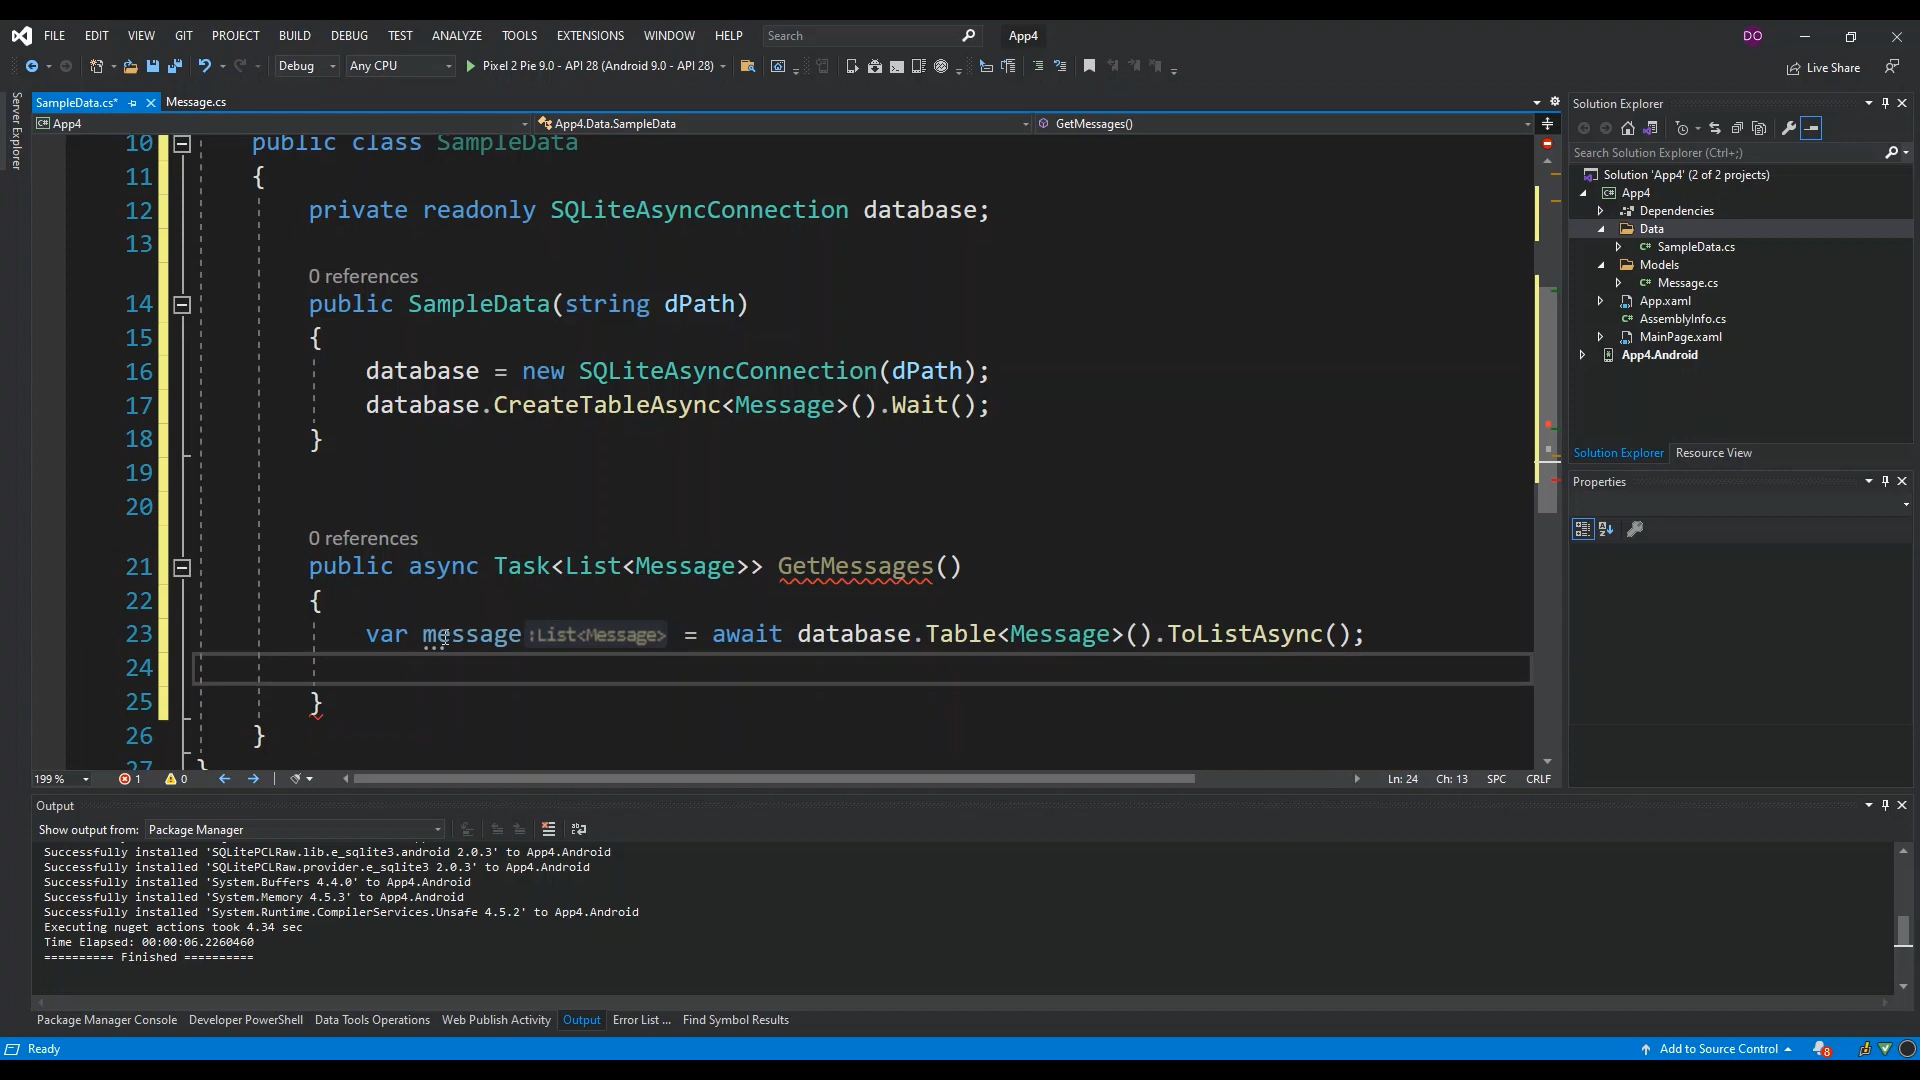 FILE EDIT VIEW GIT PROJECT BUILD DEBUG TEST ANALYZE TOOLS EXTENSIONS WINDOW HELP Search App4 DO
Debug Any CPU Pixel 2 Pie 9.0 - API 28 (Android 9.0 - API 28) Live Share
Server Explorer
SampleData.cs* Message.cs
App4 App4.Data.SampleData GetMessages()
10 public class SampleData
11 {
12 private readonly SQLiteAsyncConnection database;
13
0 references
14 public SampleData(string dPath)
15 {
16 database = new SQLiteAsyncConnection(dPath);
17 database.CreateTableAsync<Message>().Wait();
18 }
19
20
0 references
21 public async Task<List<Message>> GetMessages()
22 {
23 var message :List<Message> = await database.Table<Message>().ToListAsync();
24
25 }
26 }
27 }
199 % 1 0 Ln: 24 Ch: 13 SPC CRLF
Solution Explorer
Search Solution Explorer (Ctrl+;)
Solution 'App4' (2 of 2 projects)
App4
Dependencies
Data
SampleData.cs
Models
Message.cs
App.xaml
AssemblyInfo.cs
MainPage.xaml
App4.Android
Solution Explorer Resource View
Properties
Output
Show output from: Package Manager
Successfully installed 'SQLitePCLRaw.lib.e_sqlite3.android 2.0.3' to App4.Android
Successfully installed 'SQLitePCLRaw.provider.e_sqlite3 2.0.3' to App4.Android
Successfully installed 'System.Buffers 4.4.0' to App4.Android
Successfully installed 'System.Memory 4.5.3' to App4.Android
Successfully installed 'System.Runtime.CompilerServices.Unsafe 4.5.2' to App4.Android
Executing nuget actions took 4.34 sec
Time Elapsed: 00:00:06.2260460
========== Finished ==========
Package Manager Console Developer PowerShell Data Tools Operations Web Publish Activity Output Error List ... Find Symbol Results
Ready Add to Source Control 8